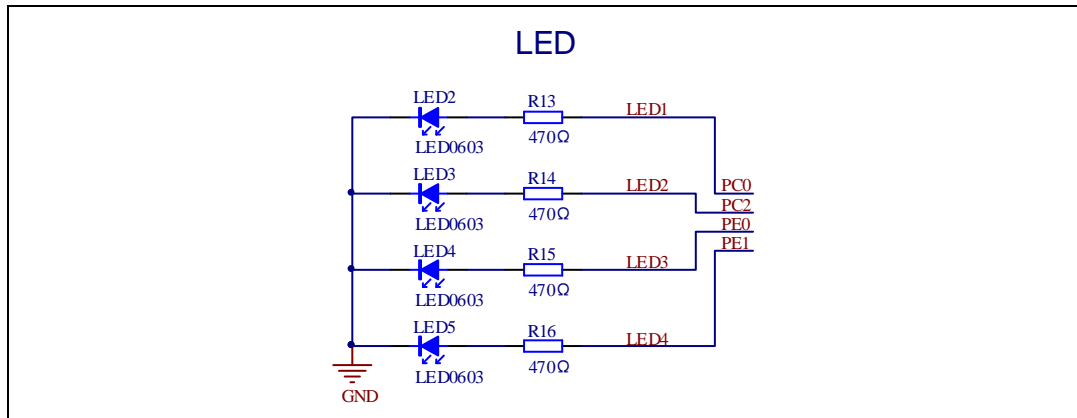 LED
LED2
R13
LED1
470Ω
LED0603
LED3
R14
LED2
PC0
470Ω
PC2
LED0603
PE0
LED4
R15
PE1
LED3
470Ω
LED0603
LED5
R16
LED4
470Ω
LED0603
GND